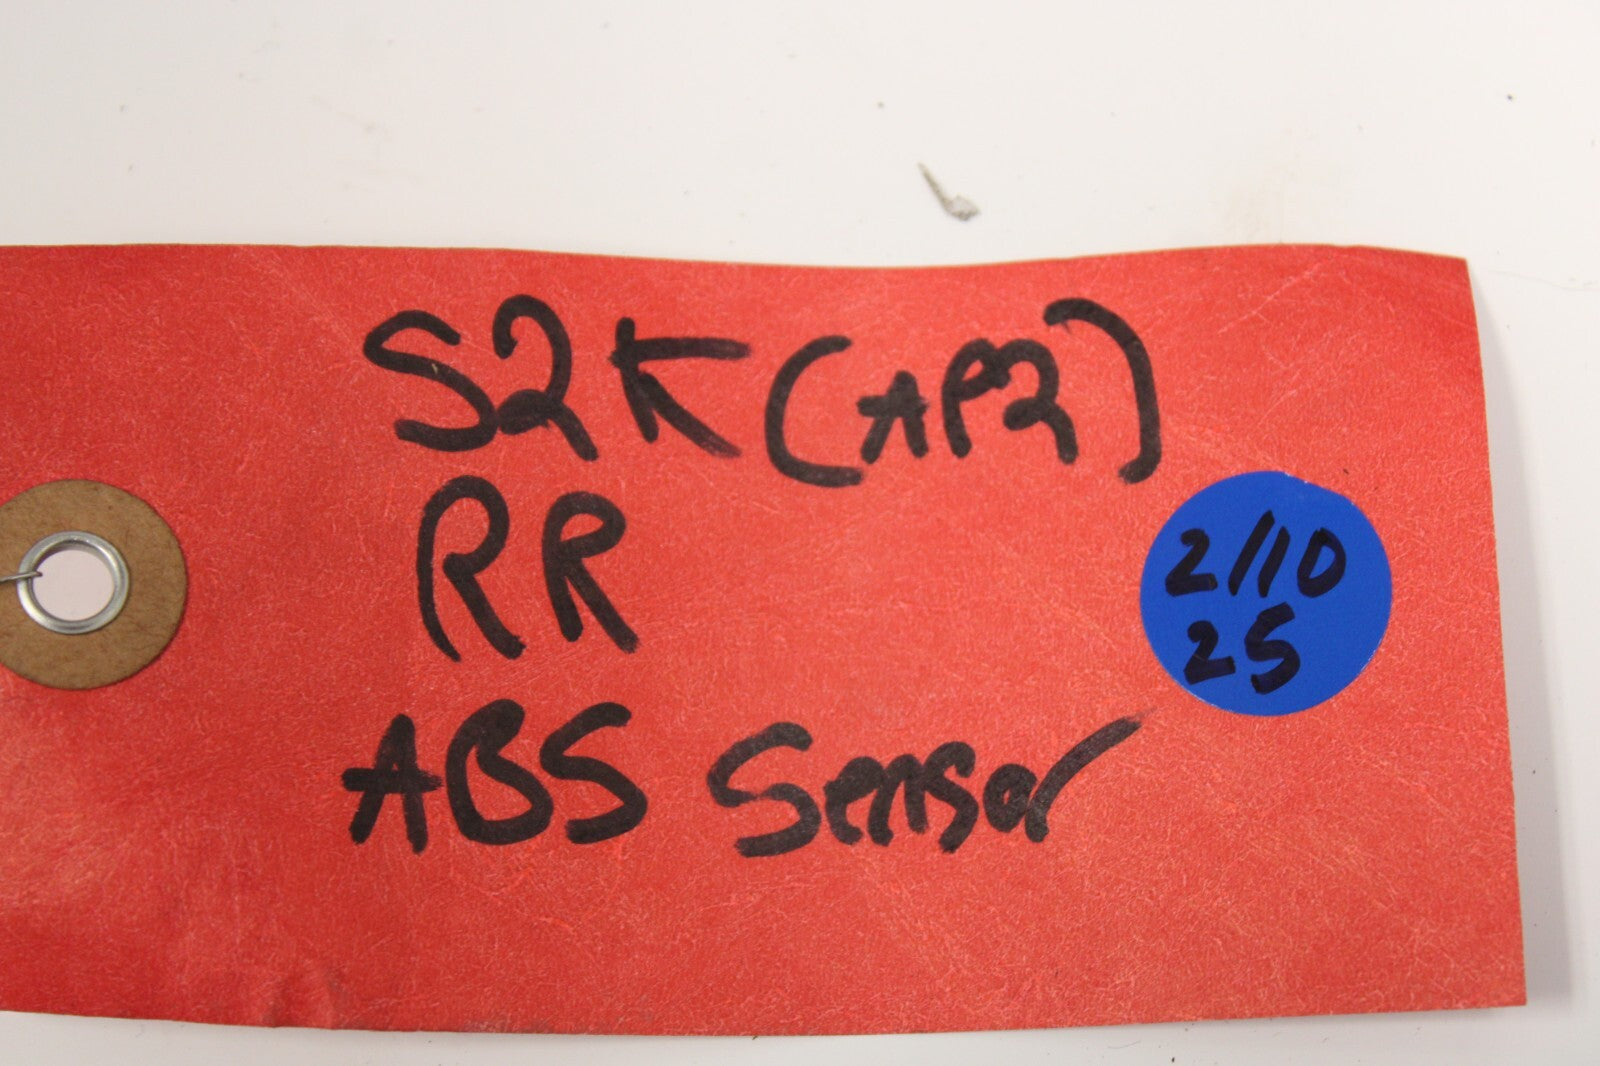 S2K (AP2)
RR
ABS Sensor
2/10
25